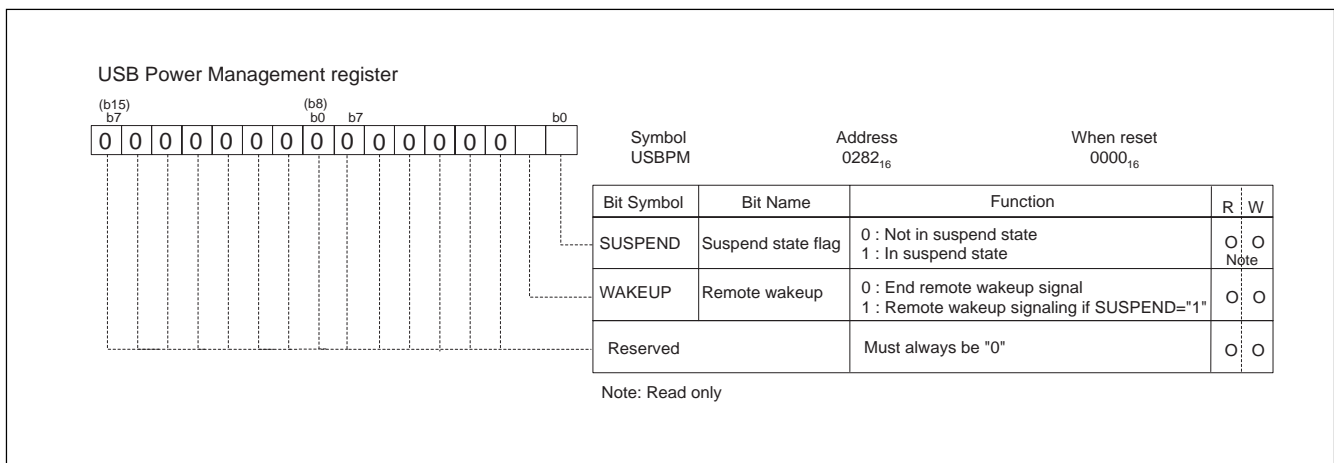 USB Power Management register
(b15) (b8)
b7 b0 b7 b0
0 0 0 0 0 0 0 0 0 0 0 0 0 0
Symbol Address When reset
USBPM 0282₁₆ 0000₁₆
Bit Symbol Bit Name Function R W
SUSPEND Suspend state flag 0 : Not in suspend state O O
1 : In suspend state Note
WAKEUP Remote wakeup 0 : End remote wakeup signal O O
1 : Remote wakeup signaling if SUSPEND="1"
Reserved Must always be "0" O O
Note: Read only